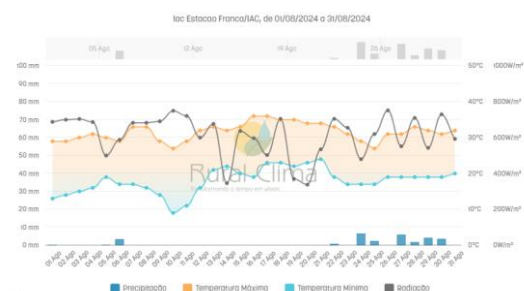 Iac Estacao Franca/IAC, de 01/08/2024 a 31/08/2024
05 Ago 12 Ago 19 Ago 26 Ago
100 mm 50°C 1000W/m²
90 mm
80 mm 40°C 800W/m²
70 mm
60 mm 30°C 600W/m²
50 mm
40 mm 20°C 400W/m²
30 mm
20 mm 10°C 200W/m²
10 mm
0 mm 0°C 0W/m²
Rural Clima
01 Ago 02 Ago 03 Ago 04 Ago 05 Ago 06 Ago 07 Ago 08 Ago 09 Ago 10 Ago 11 Ago 12 Ago 13 Ago 14 Ago 15 Ago 16 Ago 17 Ago 18 Ago 19 Ago 20 Ago 21 Ago 22 Ago 23 Ago 24 Ago 25 Ago 26 Ago 27 Ago 28 Ago 29 Ago 30 Ago 31 Ago
Precipitação Temperatura Máxima Temperatura Mínima Radiação